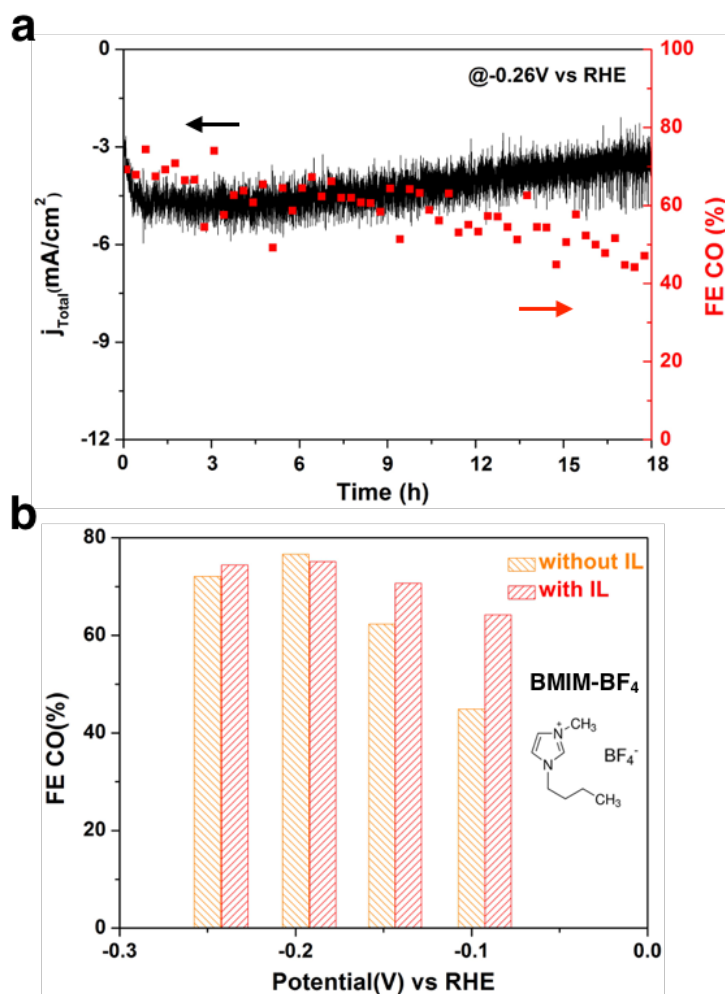 a
@-0.26V vs RHE
0
-3
-6
-9
-12
j_Total(mA/cm²)
100
80
60
40
20
0
FE CO (%)
0 3 6 9 12 15 18
Time (h)
b
80
60
40
20
0
FE CO(%)
without IL
with IL
BMIM-BF₄
N⁺
CH₃
N
BF₄⁻
CH₃
-0.3 -0.2 -0.1 0.0
Potential(V) vs RHE